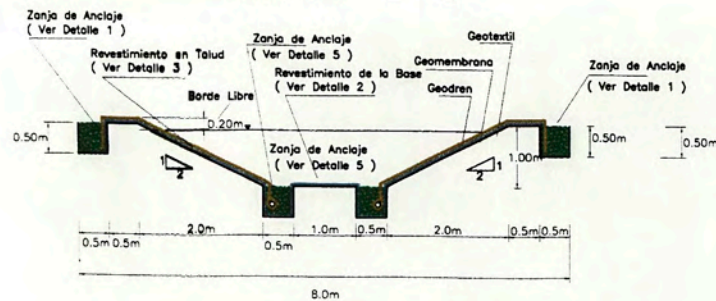 Zanja de Anclaje
( Ver Detalle 1 )
Revestimiento en Talud
( Ver Detalle 3 )
Zanja de Anclaje
( Ver Detalle 5 )
Revestimiento de la Base
( Ver Detalle 2 )
Geotextil
Geomembrana
Geodren
Zanja de Anclaje
( Ver Detalle 1 )
Borde Libre
0.20m
0.50m
Zanja de Anclaje
( Ver Detalle 5 )
1
2
1.00m
0.50m
0.50m
2
1
0.5m
0.5m
2.0m
0.5m
1.0m
0.5m
2.0m
0.5m
0.5m
8.0m